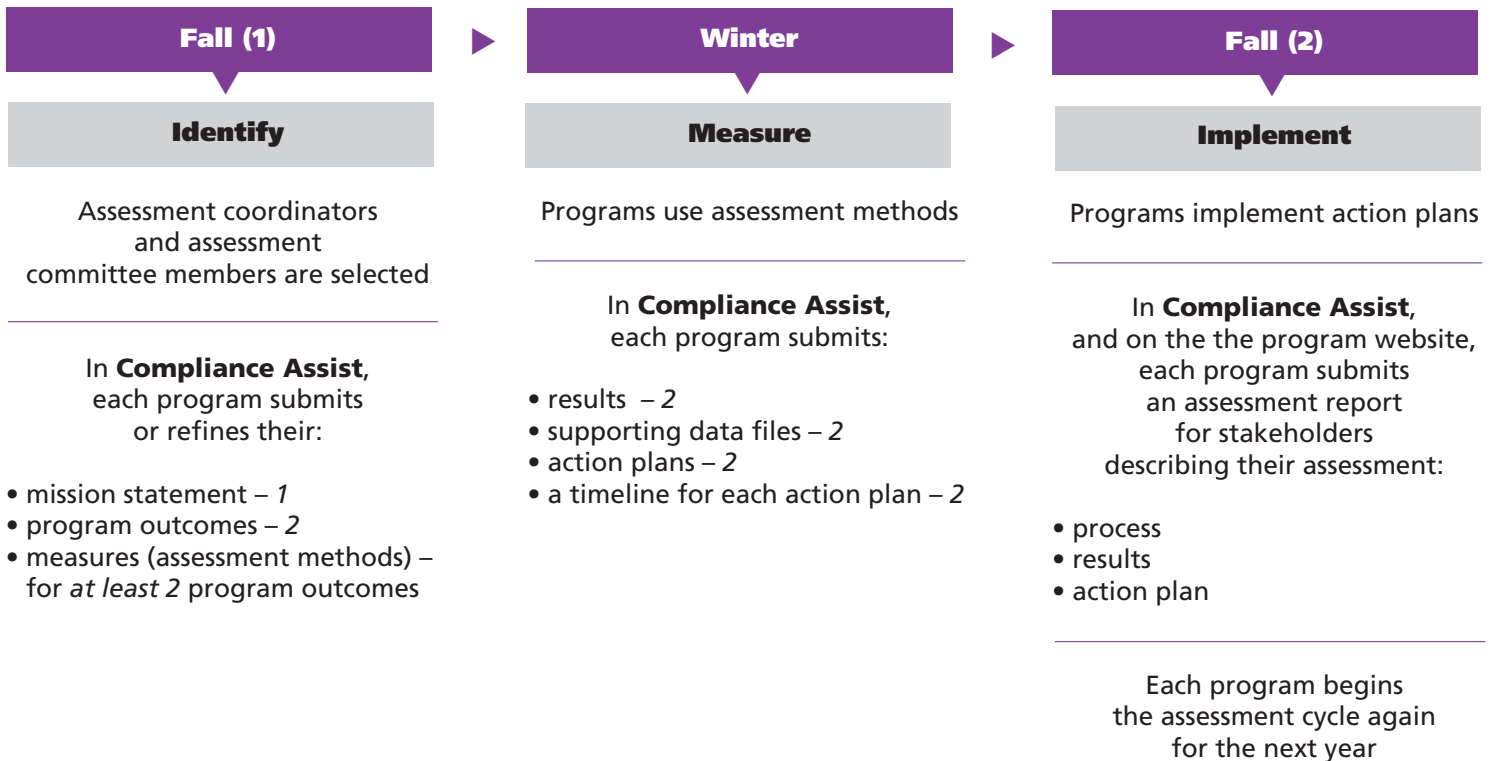 Fall (1)
Identify
Assessment coordinators
and assessment
committee members are selected
In Compliance Assist,
each program submits
or refines their:
• mission statement – 1
• program outcomes – 2
• measures (assessment methods) –
for at least 2 program outcomes
Winter
Measure
Programs use assessment methods
In Compliance Assist,
each program submits:
• results – 2
• supporting data files – 2
• action plans – 2
• a timeline for each action plan – 2
Fall (2)
Implement
Programs implement action plans
In Compliance Assist,
and on the the program website,
each program submits
an assessment report
for stakeholders
describing their assessment:
• process
• results
• action plan
Each program begins
the assessment cycle again
for the next year